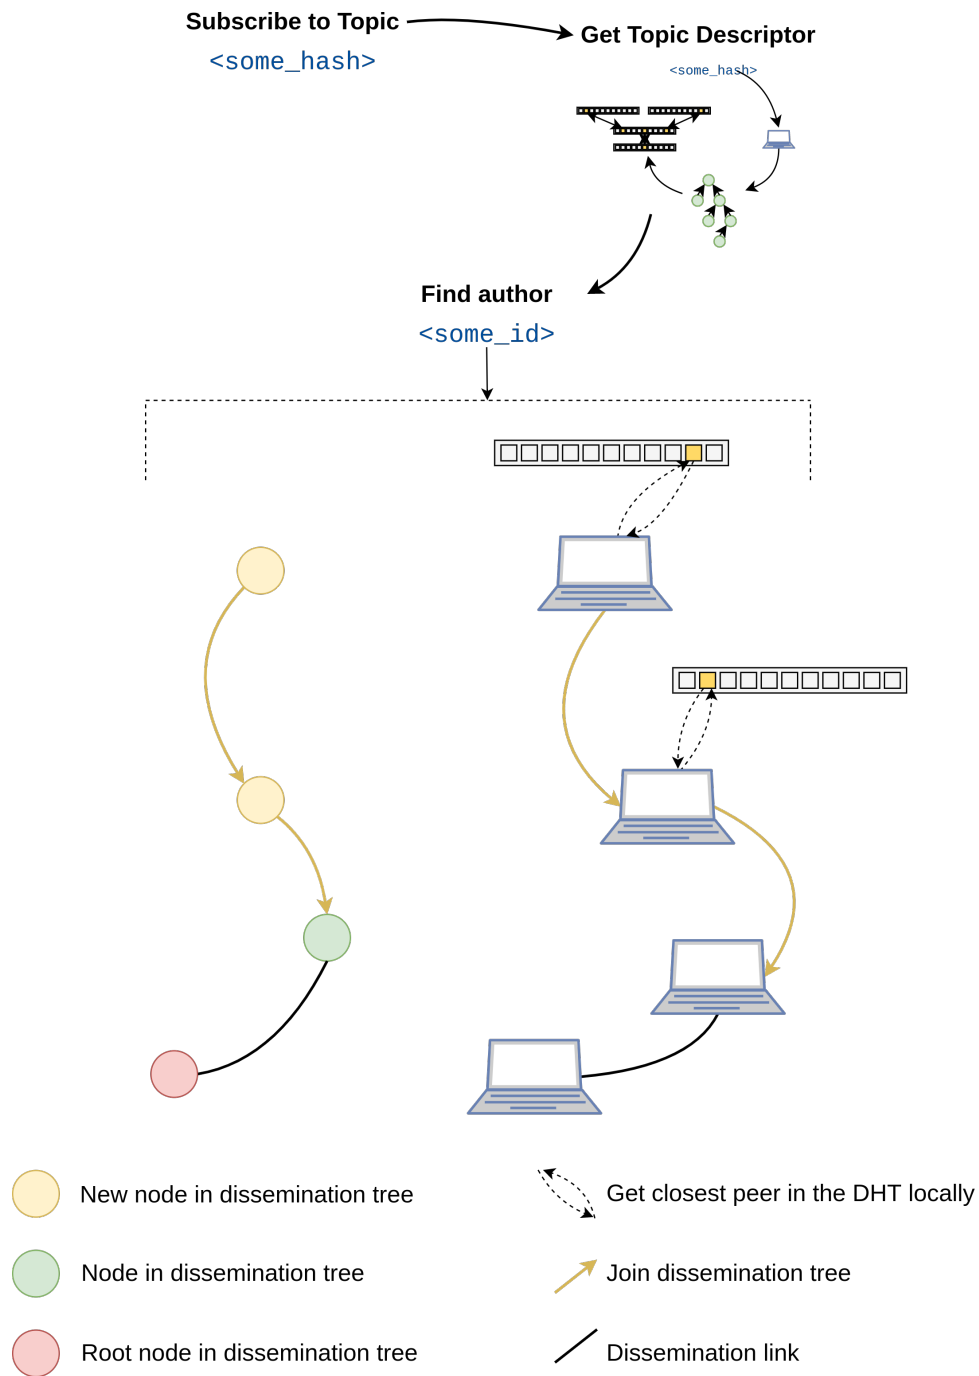 Subscribe to Topic
<some_hash>
Get Topic Descriptor
<some_hash>
Find author
<some_id>
New node in dissemination tree
Get closest peer in the DHT locally
Node in dissemination tree
Join dissemination tree
Root node in dissemination tree
Dissemination link